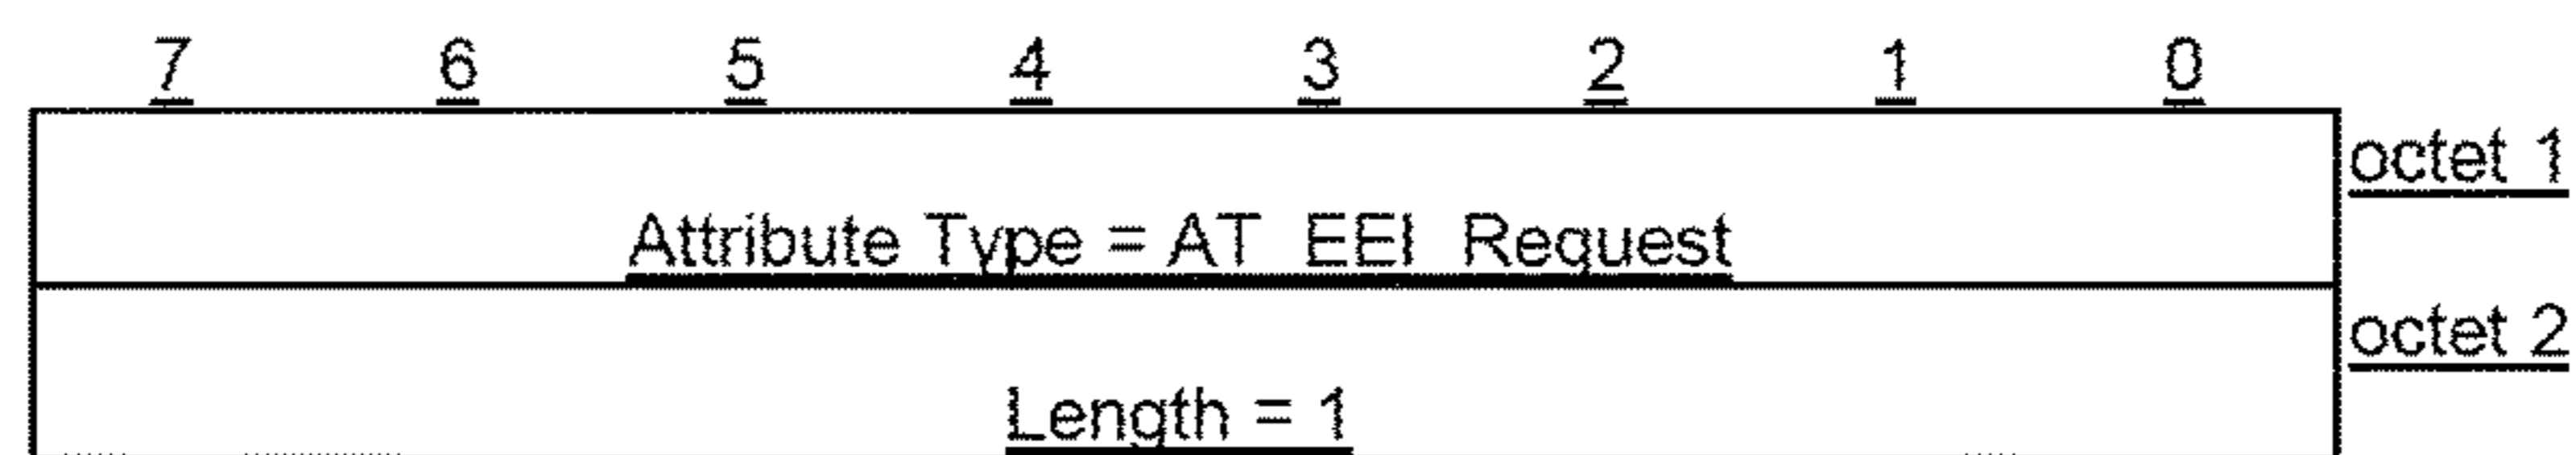 7 6 5 4 3 2 1 0
octet 1
Attribute Type = AT_EEI_Request
octet 2
Length = 1